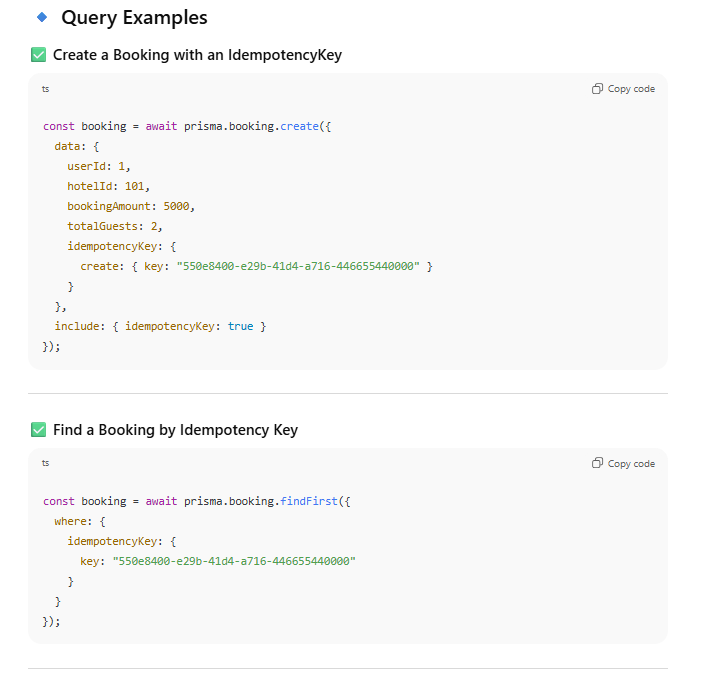 Query Examples
Create a Booking with an IdempotencyKey
ts
Copy code
const booking = await prisma.booking.create({
  data: {
    userId: 1,
    hotelId: 101,
    bookingAmount: 5000,
    totalGuests: 2,
    idempotencyKey: {
      create: { key: "550e8400-e29b-41d4-a716-446655440000" }
    }
  },
  include: { idempotencyKey: true }
});
Find a Booking by Idempotency Key
ts
Copy code
const booking = await prisma.booking.findFirst({
  where: {
    idempotencyKey: {
      key: "550e8400-e29b-41d4-a716-446655440000"
    }
  }
});